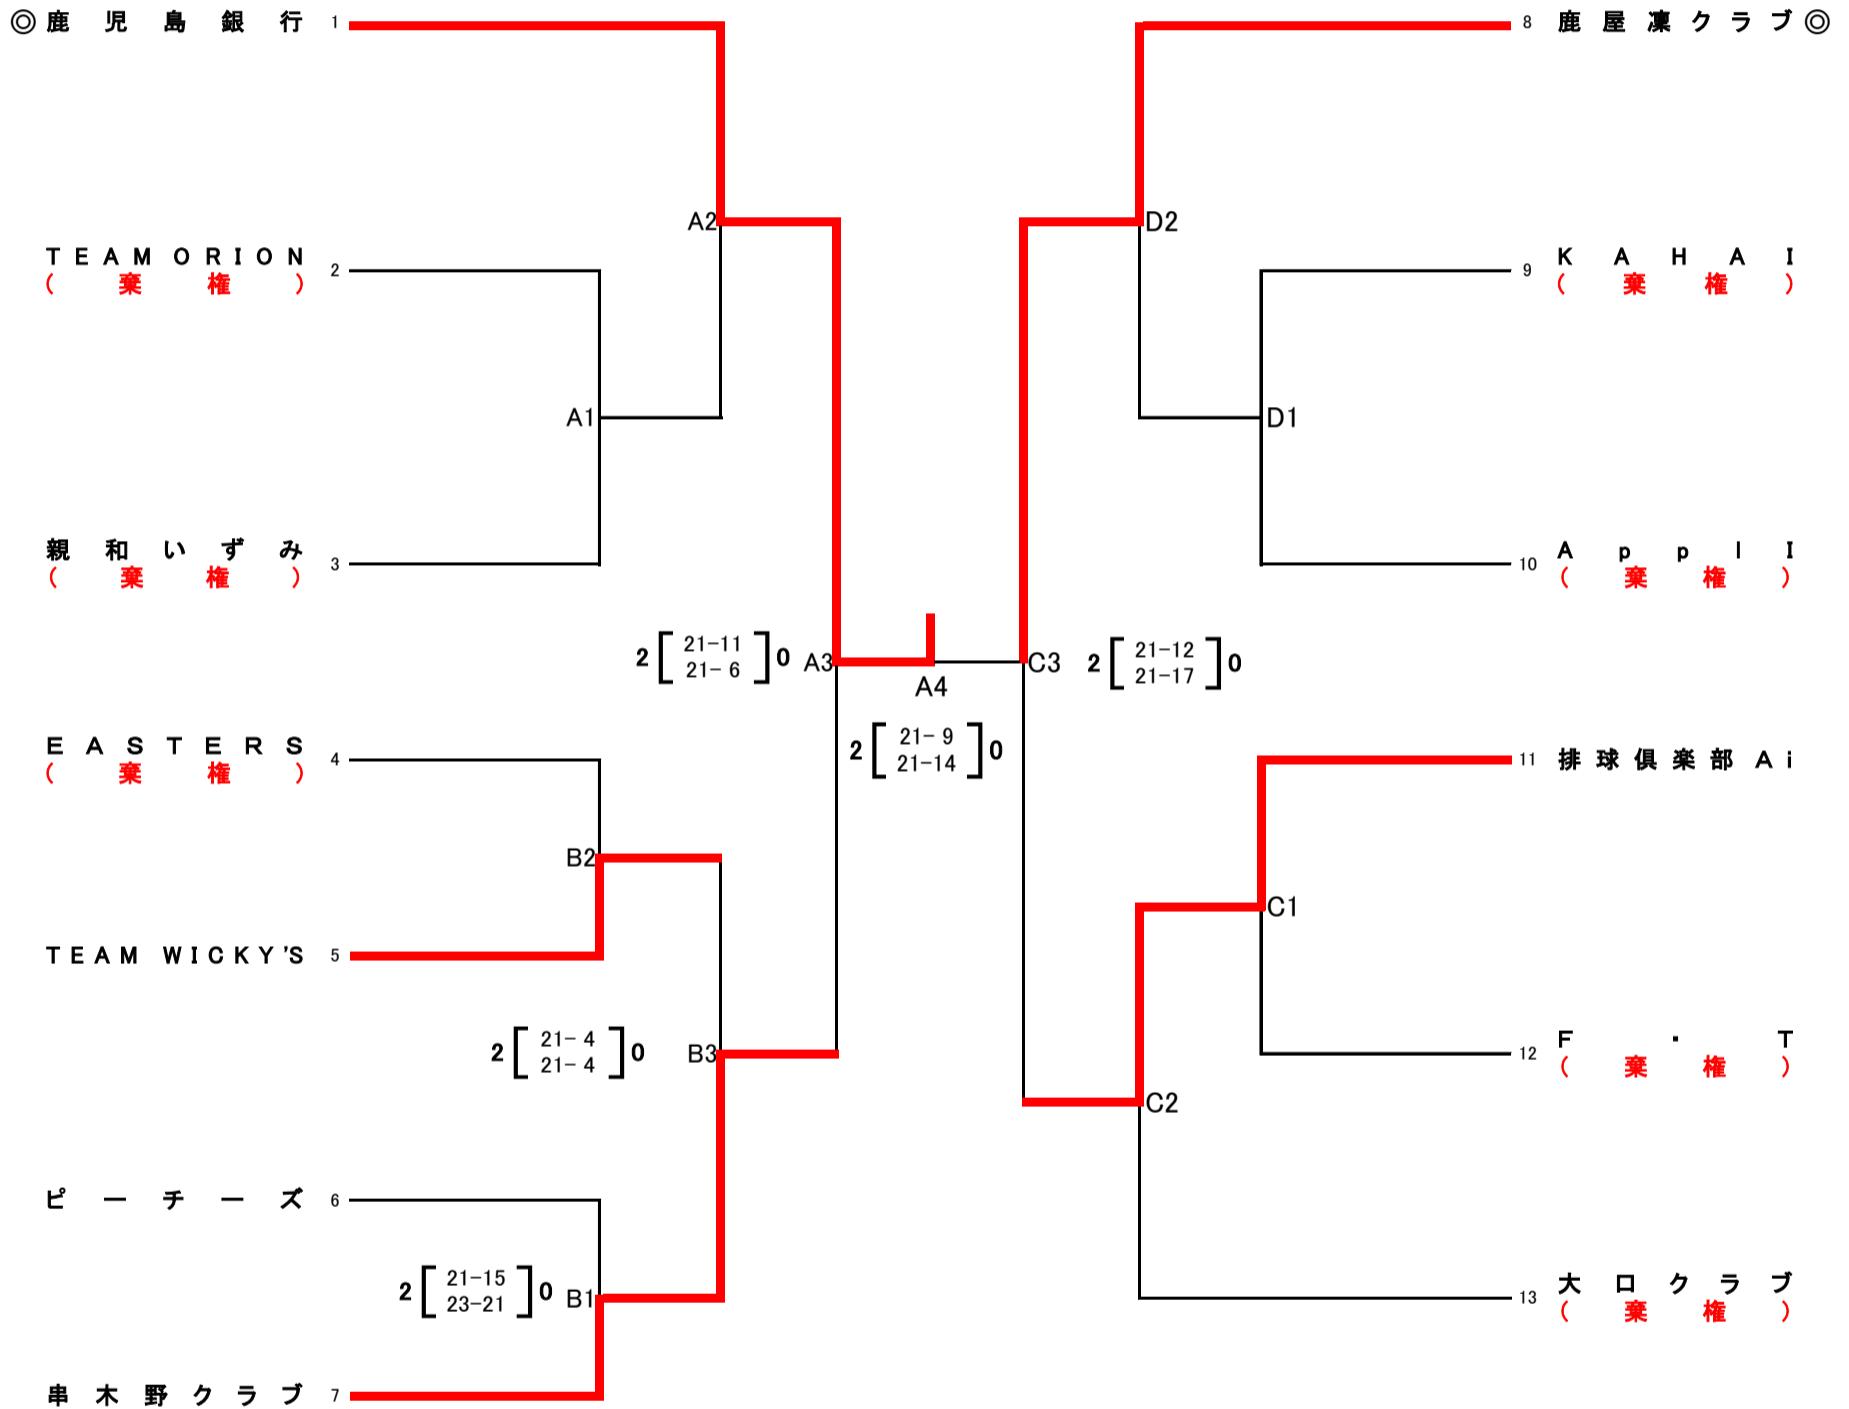 ◎ 鹿児島銀行 1
8 鹿屋凜クラブ ◎
A2
D2
TEAM ORION 2
(棄権)
9 KAHAI
(棄権)
A1
D1
親和いずみ 3
(棄権)
10 ApplI
(棄権)
2 [ 21-11 ] 0 A3
21- 6
C3 2 [ 21-12 ] 0
21-17
A4
2 [ 21- 9 ] 0
21-14
EASTERS 4
(棄権)
11 排球倶楽部Ai
B2
C1
TEAM WICKY'S 5
2 [ 21- 4 ] 0 B3
21- 4
12 F・T
(棄権)
C2
ピーチーズ 6
2 [ 21-15 ] 0 B1
23-21
13 大口クラブ
(棄権)
串木野クラブ 7